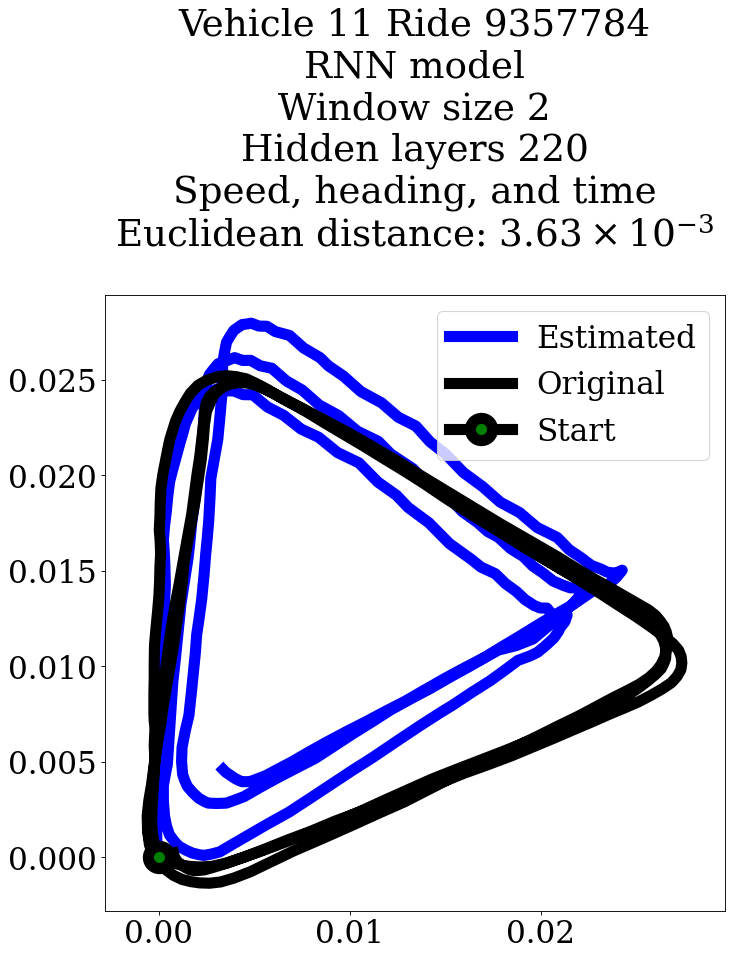 Vehicle 11 Ride 9357784
RNN model
Window size 2
Hidden layers 220
Speed, heading, and time
Euclidean distance: 3.63 × 10⁻³
Estimated
Original
Start
0.025
0.020
0.015
0.010
0.005
0.000
0.00 0.01 0.02